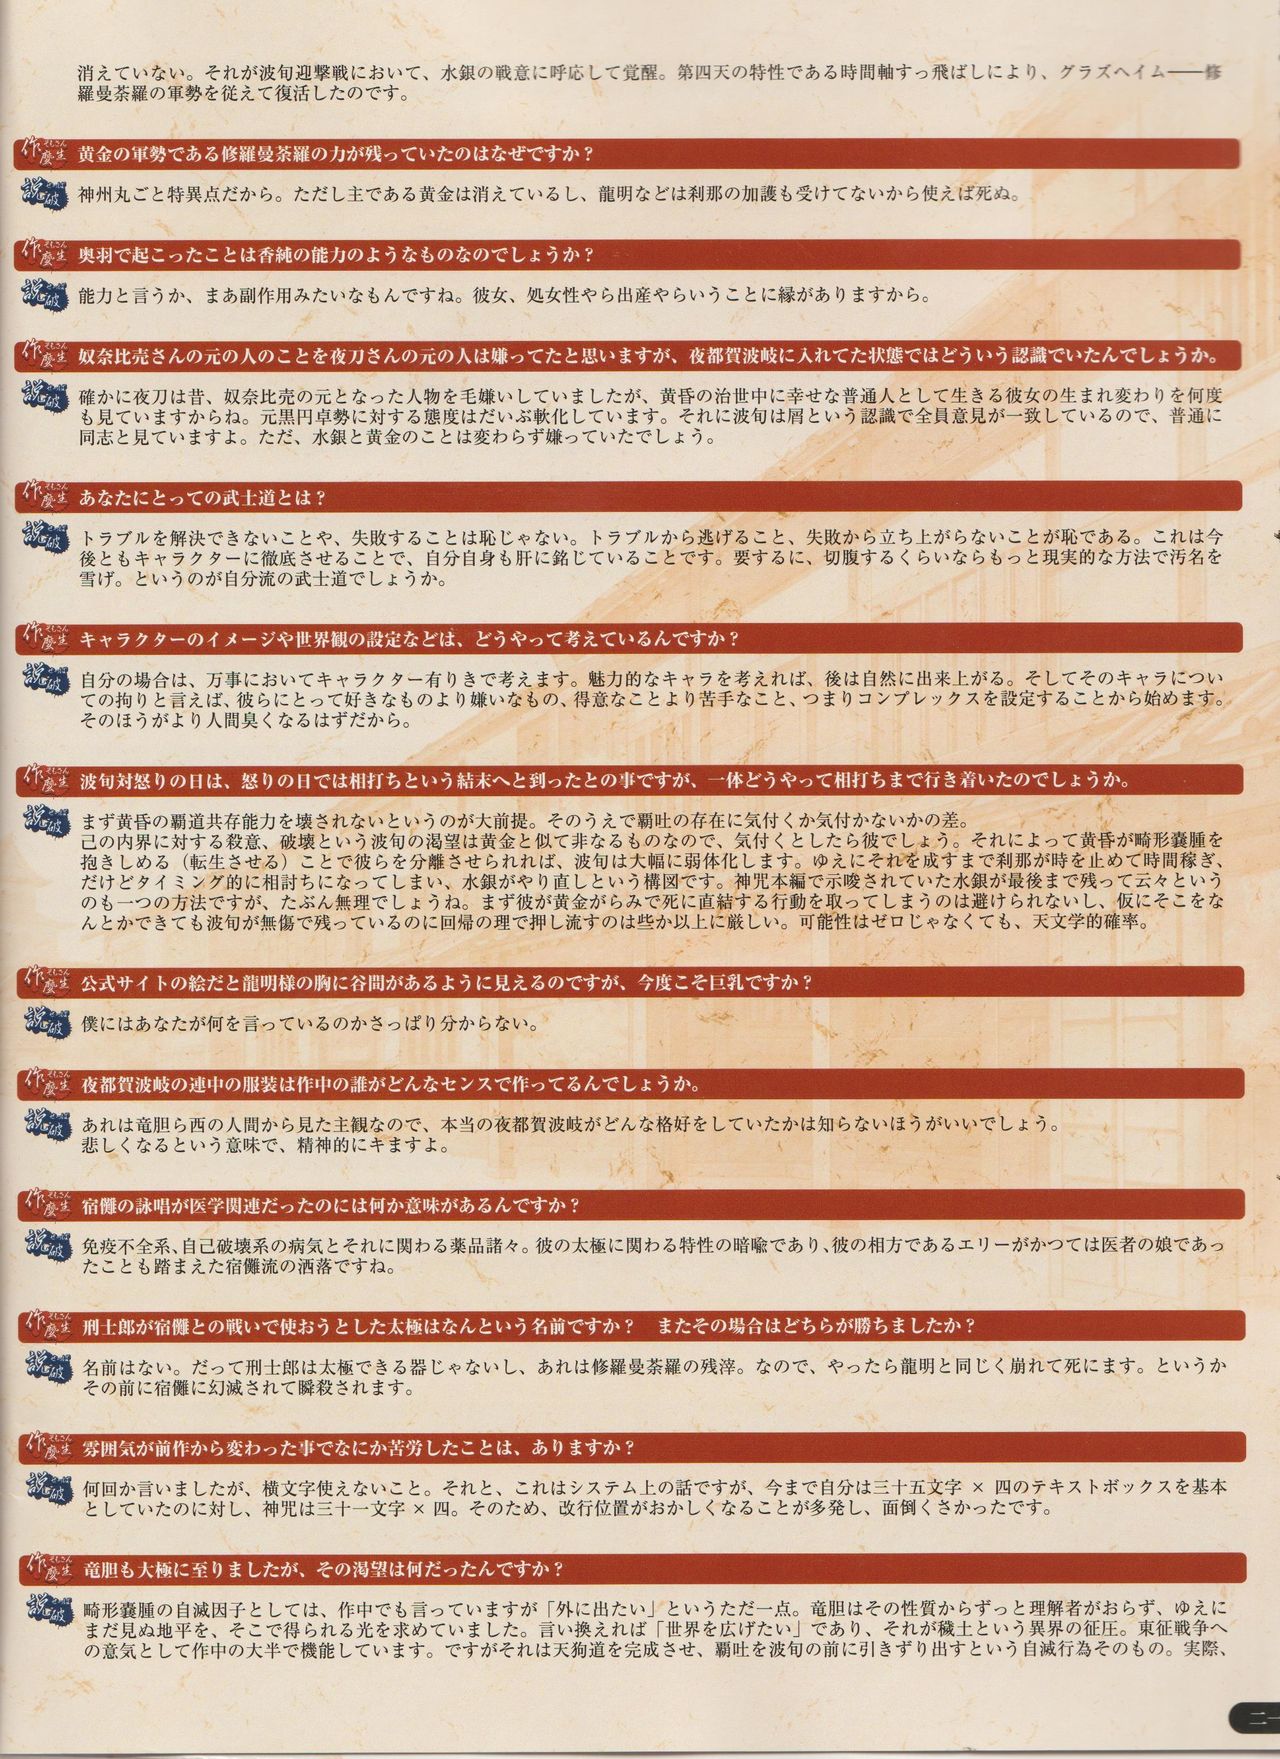 消えていない。それが波旬迎撃戦において、水銀の戦意に呼応して覚醒。第四天の特性である時間軸すっ飛ばしにより、グラズヘイム――修
羅曼荼羅の軍勢を従えて復活したのです。
作麼生 そもさん 黄金の軍勢である修羅曼荼羅の力が残っていたのはなぜですか？
説破 神州丸ごと特異点だから。ただし主である黄金は消えているし、龍明などは刹那の加護も受けてないから使えば死ぬ。
作麼生 そもさん 奥羽で起こったことは香純の能力のようなものなのでしょうか？
説破 能力と言うか、まあ副作用みたいなもんですね。彼女、処女性やら出産やらいうことに縁がありますから。
作麼生 そもさん 奴奈比売さんの元の人のことを夜刀さんの元の人は嫌ってたと思いますが、夜都賀波岐に入れてた状態ではどういう認識でいたんでしょうか。
説破 確かに夜刀は昔、奴奈比売の元となった人物を毛嫌いしていましたが、黄昏の治世中に幸せな普通人として生きる彼女の生まれ変わりを何度
も見ていますからね。元黒円卓勢に対する態度はだいぶ軟化しています。それに波旬は屑という認識で全員意見が一致しているので、普通に
同志と見ていますよ。ただ、水銀と黄金のことは変わらず嫌っていたでしょう。
作麼生 そもさん あなたにとっての武士道とは？
説破 トラブルを解決できないことや、失敗することは恥じゃない。トラブルから逃げること、失敗から立ち上がらないことが恥である。これは今
後ともキャラクターに徹底させることで、自分自身も肝に銘じていることです。要するに、切腹するくらいならもっと現実的な方法で汚名を
雪げ。というのが自分流の武士道でしょうか。
作麼生 そもさん キャラクターのイメージや世界観の設定などは、どうやって考えているんですか？
説破 自分の場合は、万事においてキャラクター有りきで考えます。魅力的なキャラを考えれば、後は自然に出来上がる。そしてそのキャラについ
ての拘りと言えば、彼らにとって好きなものより嫌いなもの、得意なことより苦手なこと、つまりコンプレックスを設定することから始めます。
そのほうがより人間臭くなるはずだから。
作麼生 そもさん 波旬対怒りの日は、怒りの日では相打ちという結末へと到ったとの事ですが、一体どうやって相打ちまで行き着いたのでしょうか。
説破 まず黄昏の覇道共存能力を壊されないというのが大前提。そのうえで覇吐の存在に気付くか気付かないかの差。
己の内界に対する殺意、破壊という波旬の渇望は黄金と似て非なるものなので、気付くとしたら彼でしょう。それによって黄昏が畸形嚢腫を
抱きしめる（転生させる）ことで彼らを分離させられれば、波旬は大幅に弱体化します。ゆえにそれを成すまで刹那が時を止めて時間稼ぎ、
だけどタイミング的に相討ちになってしまい、水銀がやり直しという構図です。神咒本編で示唆されていた水銀が最後まで残って云々という
のも一つの方法ですが、たぶん無理でしょうね。まず彼が黄金がらみで死に直結する行動を取ってしまうのは避けられないし、仮にそこをな
んとかできても波旬が無傷で残っているのに回帰の理で押し流すのは些か以上に厳しい。可能性はゼロじゃなくても、天文学的確率。
作麼生 そもさん 公式サイトの絵だと龍明様の胸に谷間があるように見えるのですが、今度こそ巨乳ですか？
説破 僕にはあなたが何を言っているのかさっぱり分からない。
作麼生 そもさん 夜都賀波岐の連中の服装は作中の誰がどんなセンスで作ってるんでしょうか。
説破 あれは竜胆ら西の人間から見た主観なので、本当の夜都賀波岐がどんな格好をしていたかは知らないほうがいいでしょう。
悲しくなるという意味で、精神的にキますよ。
作麼生 そもさん 宿儺の詠唱が医学関連だったのには何か意味があるんですか？
説破 免疫不全系、自己破壊系の病気とそれに関わる薬品諸々。彼の太極に関わる特性の暗喩であり、彼の相方であるエリーがかつては医者の娘であっ
たことも踏まえた宿儺流の洒落ですね。
作麼生 そもさん 刑士郎が宿儺との戦いで使おうとした太極はなんという名前ですか？　またその場合はどちらが勝ちましたか？
説破 名前はない。だって刑士郎は太極できる器じゃないし、あれは修羅曼荼羅の残滓。なので、やったら龍明と同じく崩れて死にます。というか
その前に宿儺に幻滅されて瞬殺されます。
作麼生 そもさん 雰囲気が前作から変わった事でなにか苦労したことは、ありますか？
説破 何回か言いましたが、横文字使えないこと。それと、これはシステム上の話ですが、今まで自分は三十五文字 × 四のテキストボックスを基本
としていたのに対し、神咒は三十一文字 × 四。そのため、改行位置がおかしくなることが多発し、面倒くさかったです。
作麼生 そもさん 竜胆も大極に至りましたが、その渇望は何だったんですか？
説破 畸形嚢腫の自滅因子としては、作中でも言っていますが「外に出たい」というただ一点。竜胆はその性質からずっと理解者がおらず、ゆえに
まだ見ぬ地平を、そこで得られる光を求めていました。言い換えれば「世界を広げたい」であり、それが穢土という異界の征圧。東征戦争へ
の意気として作中の大半で機能しています。ですがそれは天狗道を完成させ、覇吐を波旬の前に引きずり出すという自滅行為そのもの。実際、